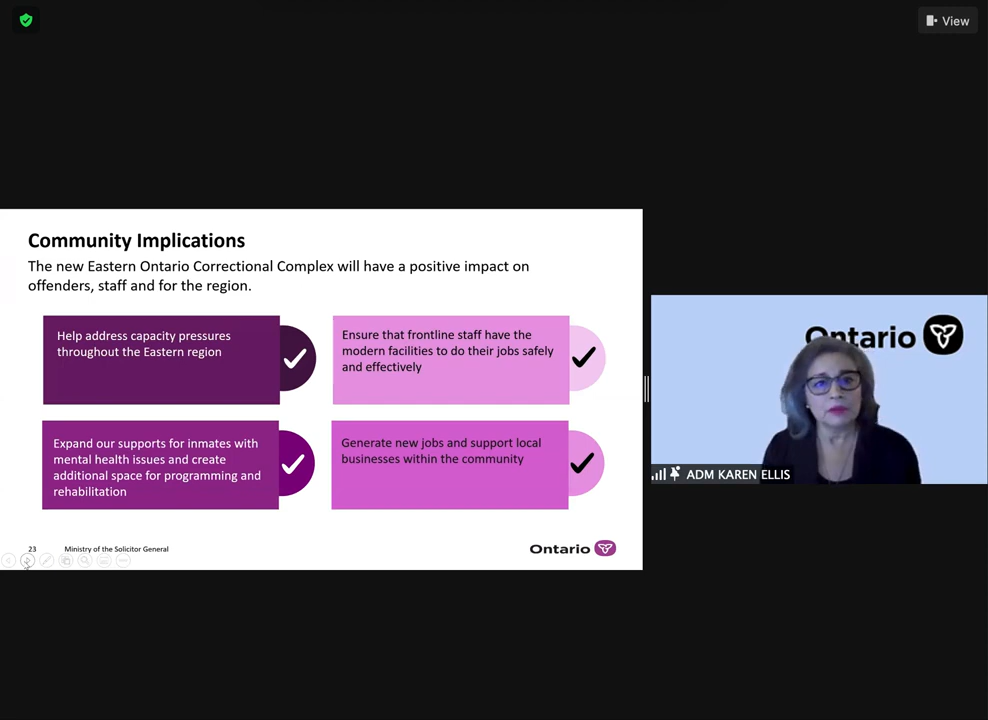 View
Community Implications
The new Eastern Ontario Correctional Complex will have a positive impact on
offenders, staff and for the region.
Help address capacity pressures
throughout the Eastern region
Ensure that frontline staff have the
modern facilities to do their jobs safely
and effectively
Expand our supports for inmates with
mental health issues and create
additional space for programming and
rehabilitation
Generate new jobs and support local
businesses within the community
23
Ministry of the Solicitor General
Ontario
Ontario
ADM KAREN ELLIS